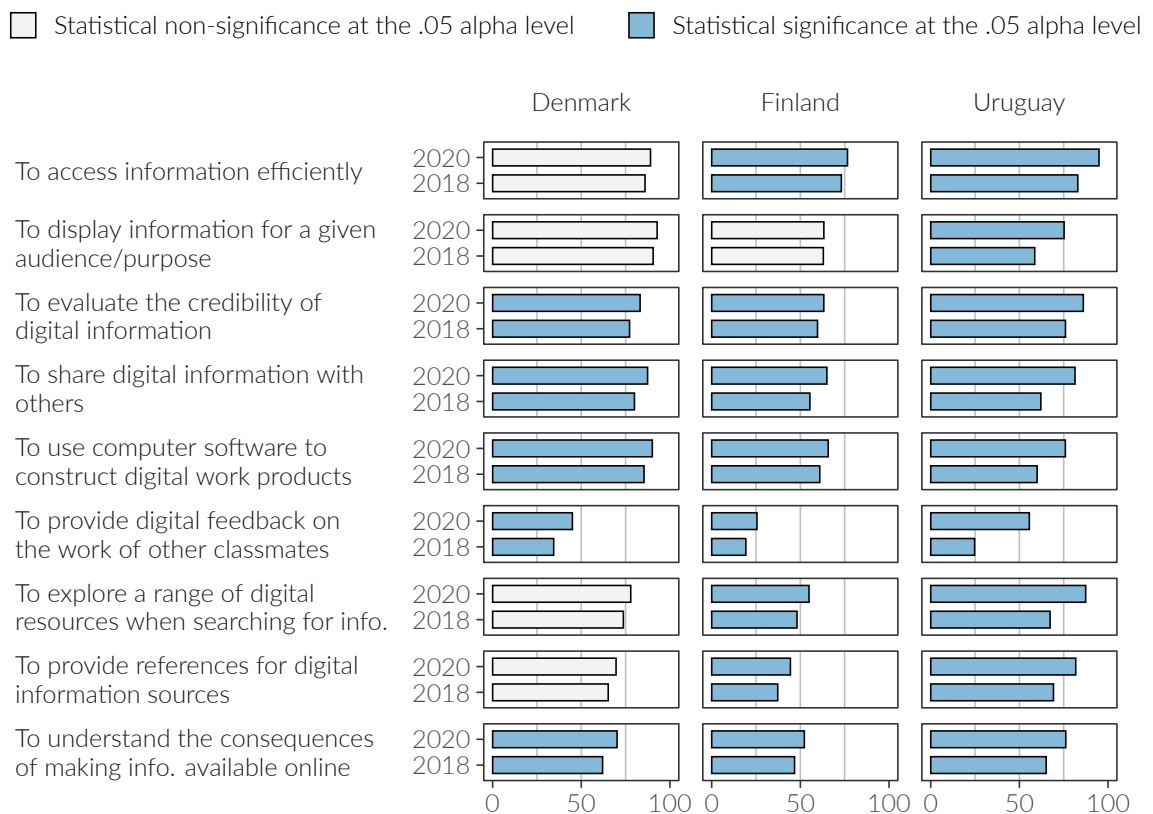 Statistical non-significance at the .05 alpha level
Statistical significance at the .05 alpha level
Denmark
Finland
Uruguay
To access information efficiently
2020
2018
To display information for a given
audience/purpose
2020
2018
To evaluate the credibility of
digital information
2020
2018
To share digital information with
others
2020
2018
To use computer software to
construct digital work products
2020
2018
To provide digital feedback on
the work of other classmates
2020
2018
To explore a range of digital
resources when searching for info.
2020
2018
To provide references for digital
information sources
2020
2018
To understand the consequences
of making info. available online
2020
2018
0 50 100 0 50 100 0 50 100